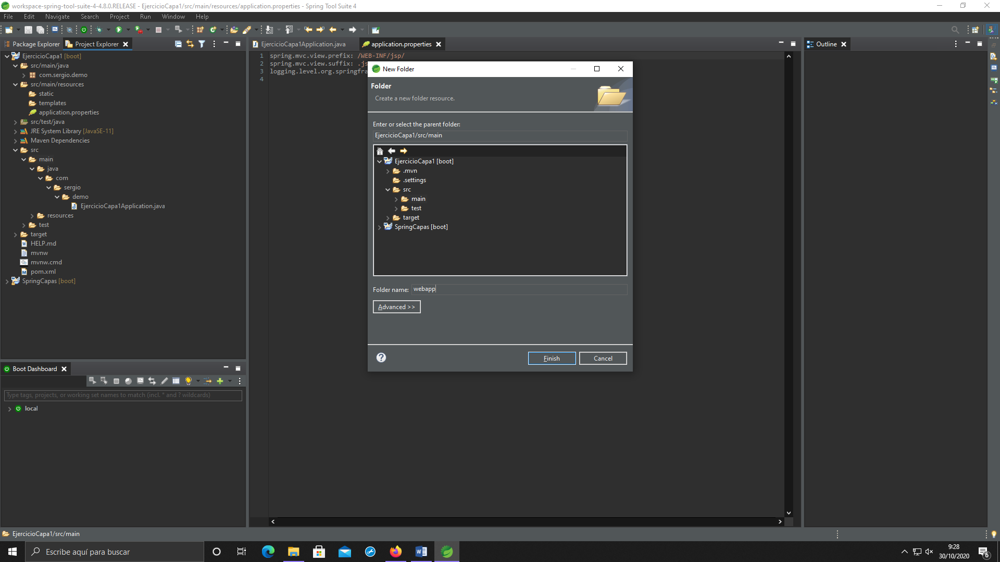 workspace-spring-tool-suite-4-4.8.0.RELEASE - EjercicioCapa1/src/main/resources/application.properties - Spring Tool Suite 4
File Edit Navigate Search Project Run Window Help
Package Explorer Project Explorer
EjercicioCapa1 [boot]
src/main/java
com.sergio.demo
src/main/resources
static
templates
application.properties
src/test/java
JRE System Library [JavaSE-11]
Maven Dependencies
src
main
java
com
sergio
demo
EjercicioCapa1Application.java
resources
test
target
HELP.md
mvnw
mvnw.cmd
pom.xml
SpringCapas [boot]
Boot Dashboard
Type tags, projects, or working set names to match (incl. * and ? wildcards)
local
EjercicioCapa1Application.java application.properties
1 spring.mvc.view.prefix: /WEB-INF/jsp/
2 spring.mvc.view.suffix: .js
3 logging.level.org.springfra
4
New Folder
Folder
Create a new folder resource.
Enter or select the parent folder:
EjercicioCapa1/src/main
EjercicioCapa1 [boot]
.mvn
.settings
src
main
test
target
SpringCapas [boot]
Folder name: webapp
Advanced >>
Finish Cancel
Outline
EjercicioCapa1/src/main
Escribe aquí para buscar
9:28
30/10/2020
6